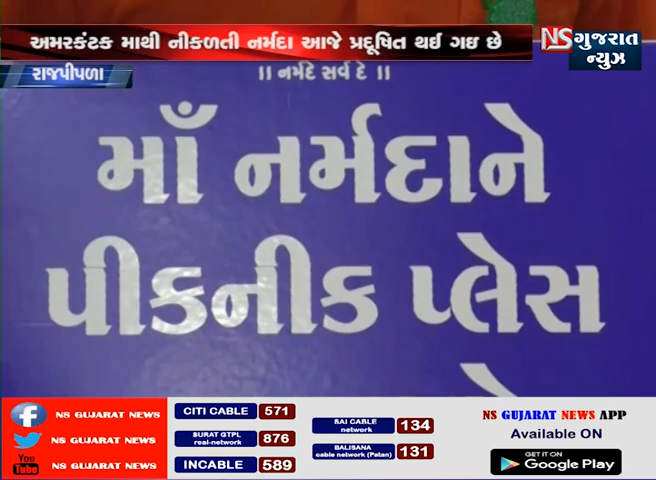 અમરકંટક માથી નીકળતી નર્મદા આજે પ્રદૂષિત થઈ ગઇ છે
NS ગુજરાત
ન્યુઝ
રાજપીપળા
।। નર્મદે સર્વ દે ।।
માઁ નર્મદાને
પીકનીક પ્લેસ
NS GUJARAT NEWS
NS GUJARAT NEWS
You Tube NS GUJARAT NEWS
CITI CABLE 571
SURAT GTPL real-network 876
INCABLE 589
SAI CABLE network 134
BALISANA cable network (Patan) 131
NS GUJARAT NEWS APP
Available ON
GET IT ON
Google Play